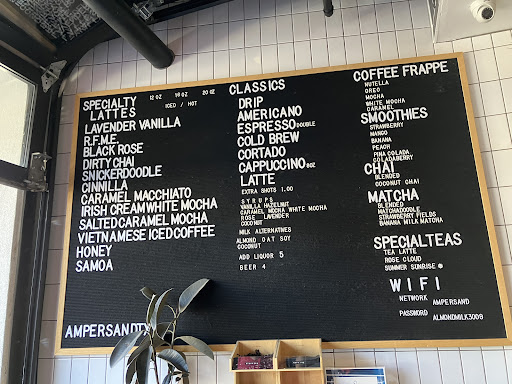 SPECIALTY LATTES
12 OZ 16 OZ 20 OZ
ICED / HOT
LAVENDER VANILLA
R.F.M.E
BLACK ROSE
DIRTY CHAI
SNICKERDOODLE
CINNILLA
CARAMEL MACCHIATO
IRISH CREAM WHITE MOCHA
SALTED CARAMEL MOCHA
VIETNAMESE ICED COFFEE
HONEY
SAMOA
AMPERSANDTX
CLASSICS
DRIP
AMERICANO
ESPRESSO DOUBLE
COLD BREW
CORTADO
CAPPUCCINO 8OZ
LATTE
EXTRA SHOTS 1.00
SYRUPS
VANILLA HAZELNUT
CARAMEL MOCHA WHITE MOCHA
ROSE LAVENDER
COCONUT
MILK ALTERNATIVES
ALMOND OAT SOY
COCONUT
ADD LIQUOR 5
BEER 4
COFFEE FRAPPE
NUTELLA
OREO
MOCHA
WHITE MOCHA
CARAMEL
SMOOTHIES
STRAWBERRY
MANGO
BANANA
PEACH
PINA COLADA
COLADABERRY
CHAI
BLENDED
COCONUT CHAI
MATCHA
BLENDED
MATCHADOODLE
STRAWBERRY FIELDS
BANANA MILK MATCHA
SPECIALTEAS
TEA LATTE
ROSE CLOUD
SUMMER SUNRISE
WIFI
NETWORK AMPERSAND
PASSWORD ALMONDMILK3009